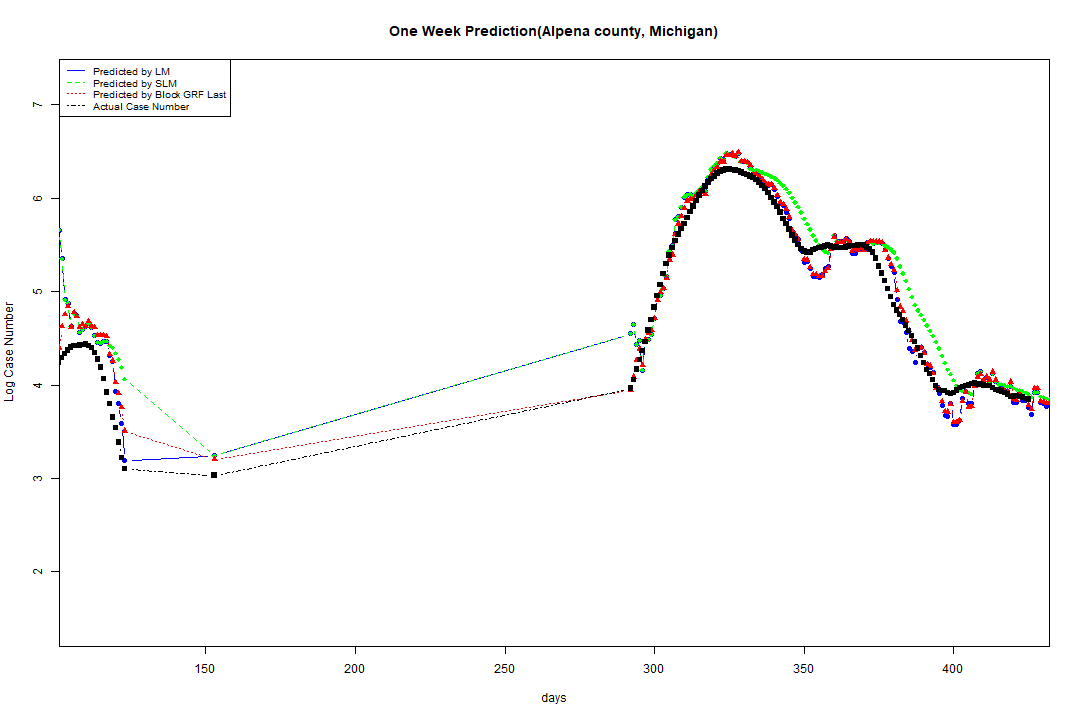 One Week Prediction(Alpena county, Michigan)
Predicted by LM
Predicted by SLM
Predicted by Block GRF Last
Actual Case Number
Log Case Number
7
6
5
4
3
2
150
200
250
300
350
400
days